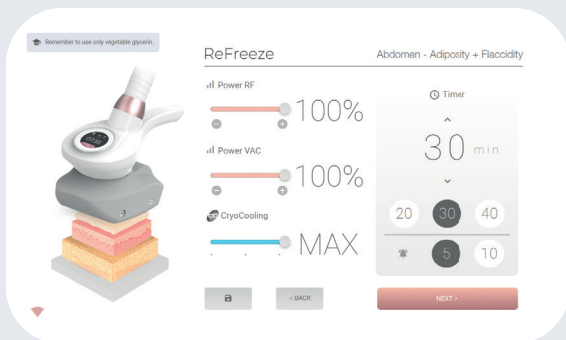 Remember to use only vegetable glycerin.
ReFreeze
Abdomen - Adiposity + Flaccidity
Power RF
100%
Power VAC
100%
CryoCooling
MAX
Timer
30 min
20 30 40
5 10
‹ BACK
NEXT ›